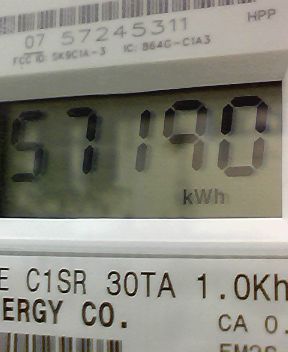 HPP
07 57245311
FCC ID: SK9C1A-3 IC: 864G-C1A3
57190
kWh
E C1SR 30TA 1.0Kh
NERGY CO.
CA 0.